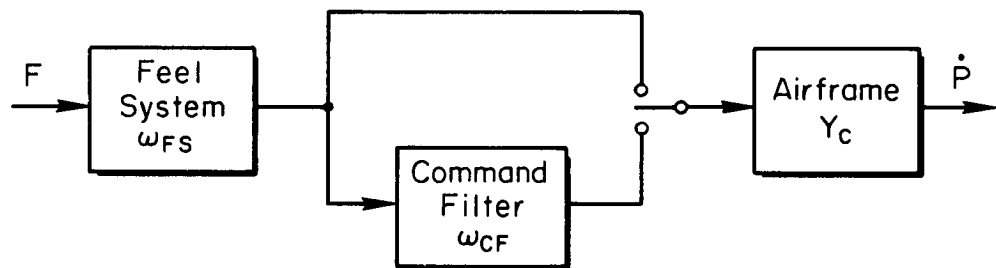 F
Feel
System
ω_FS
Command
Filter
ω_CF
Airframe
Y_C
Ṗ